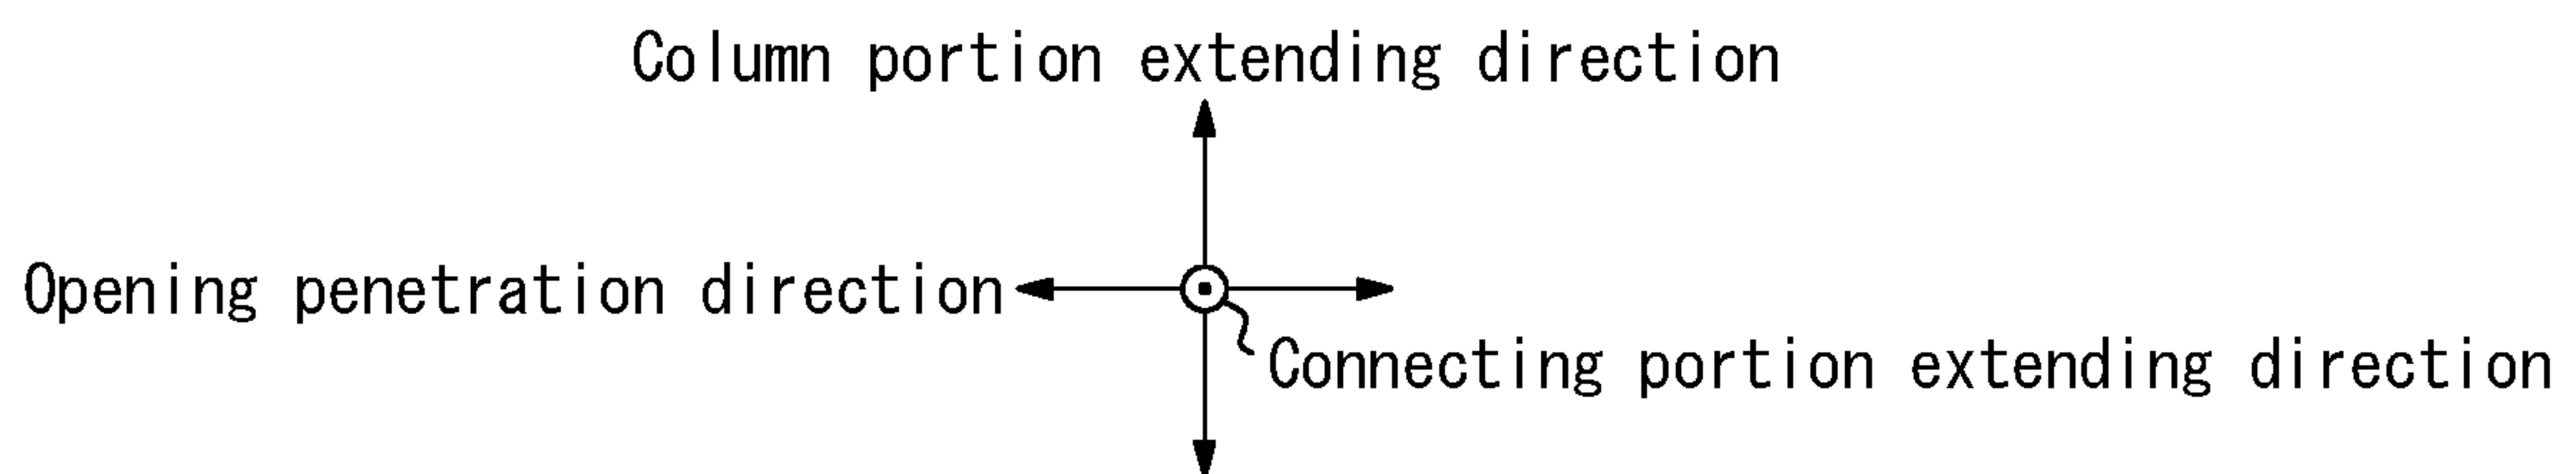 Column portion extending direction
Opening penetration direction
Connecting portion extending direction